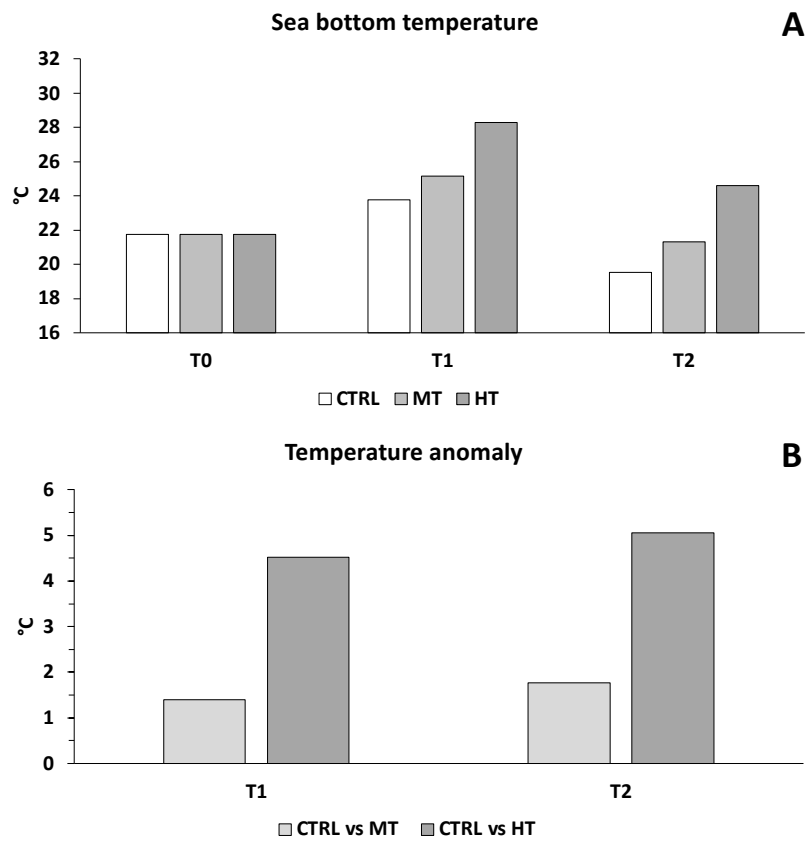 Sea bottom temperature
A
32
30
28
26
24
22
20
18
16
°C
T0 T1 T2
CTRL MT HT
Temperature anomaly
B
6
5
4
3
2
1
0
°C
T1 T2
CTRL vs MT CTRL vs HT